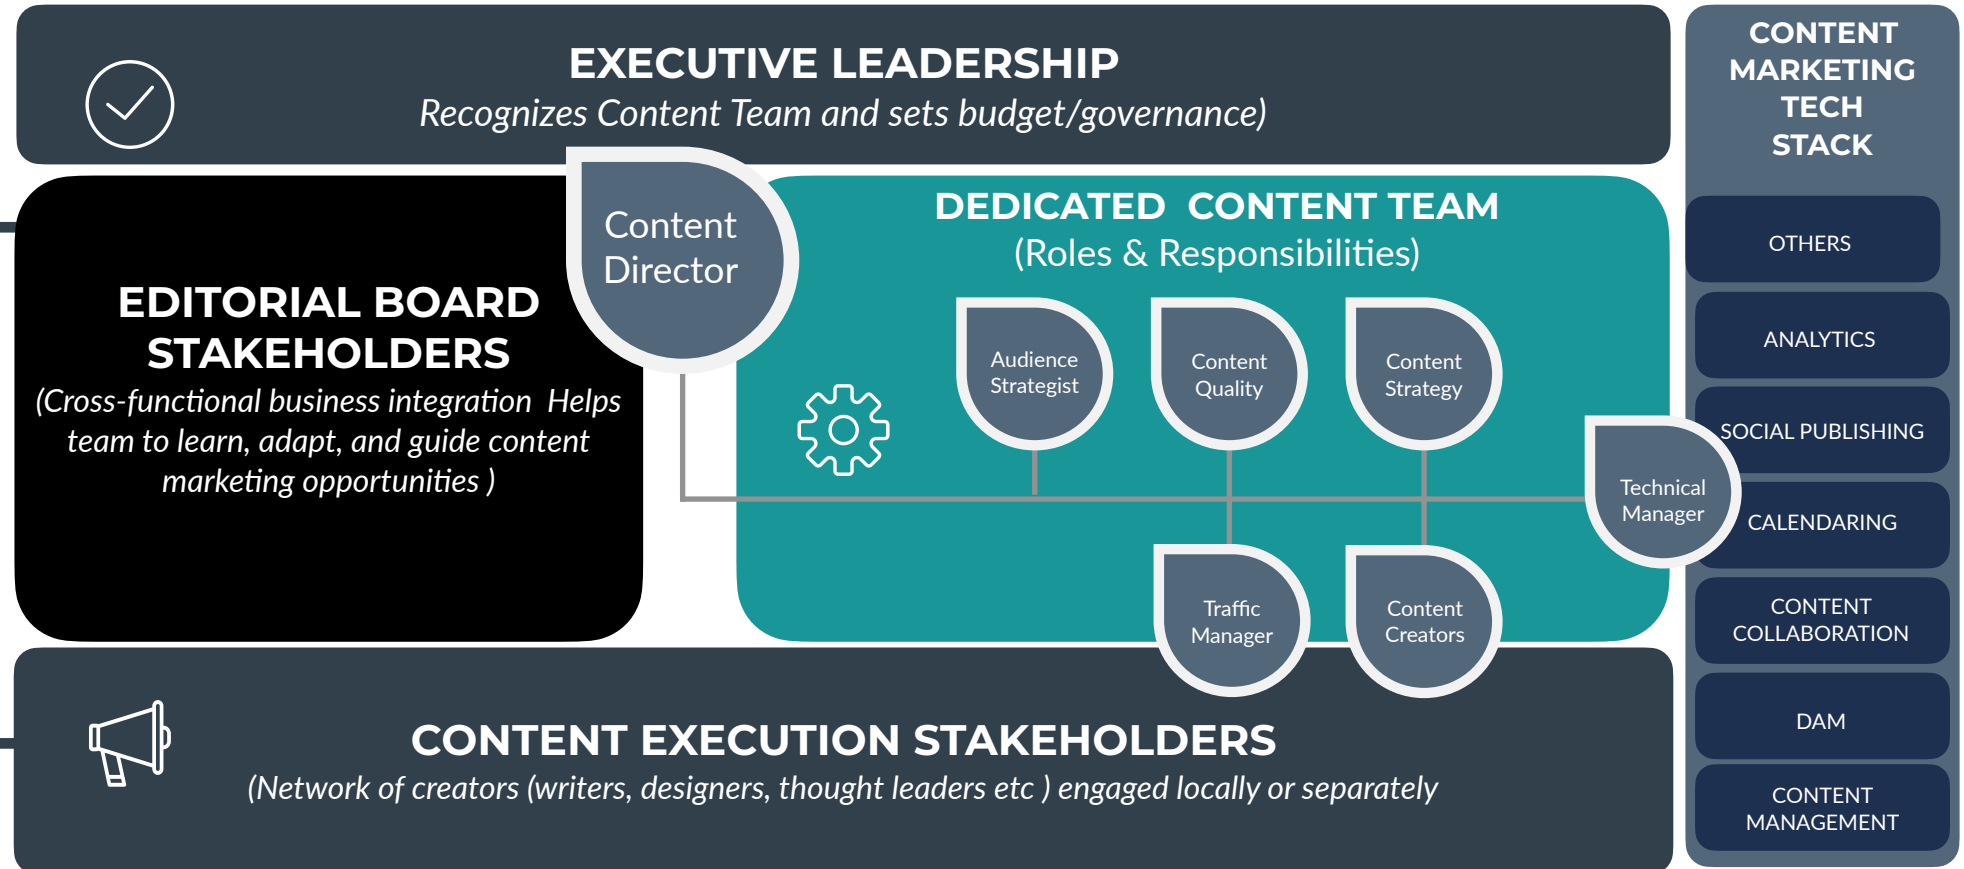 EXECUTIVE LEADERSHIP
Recognizes Content Team and sets budget/governance)
Content
Director
EDITORIAL BOARD
STAKEHOLDERS
(Cross-functional business integration  Helps
team to learn, adapt, and guide content
marketing opportunities )
DEDICATED  CONTENT TEAM
(Roles & Responsibilities)
Audience
Strategist
Content
Quality
Content
Strategy
Technical
Manager
Traffic
Manager
Content
Creators
CONTENT EXECUTION STAKEHOLDERS
(Network of creators (writers, designers, thought leaders etc ) engaged locally or separately
CONTENT
MARKETING
TECH
STACK
OTHERS
ANALYTICS
SOCIAL PUBLISHING
CALENDARING
CONTENT
COLLABORATION
DAM
CONTENT
MANAGEMENT